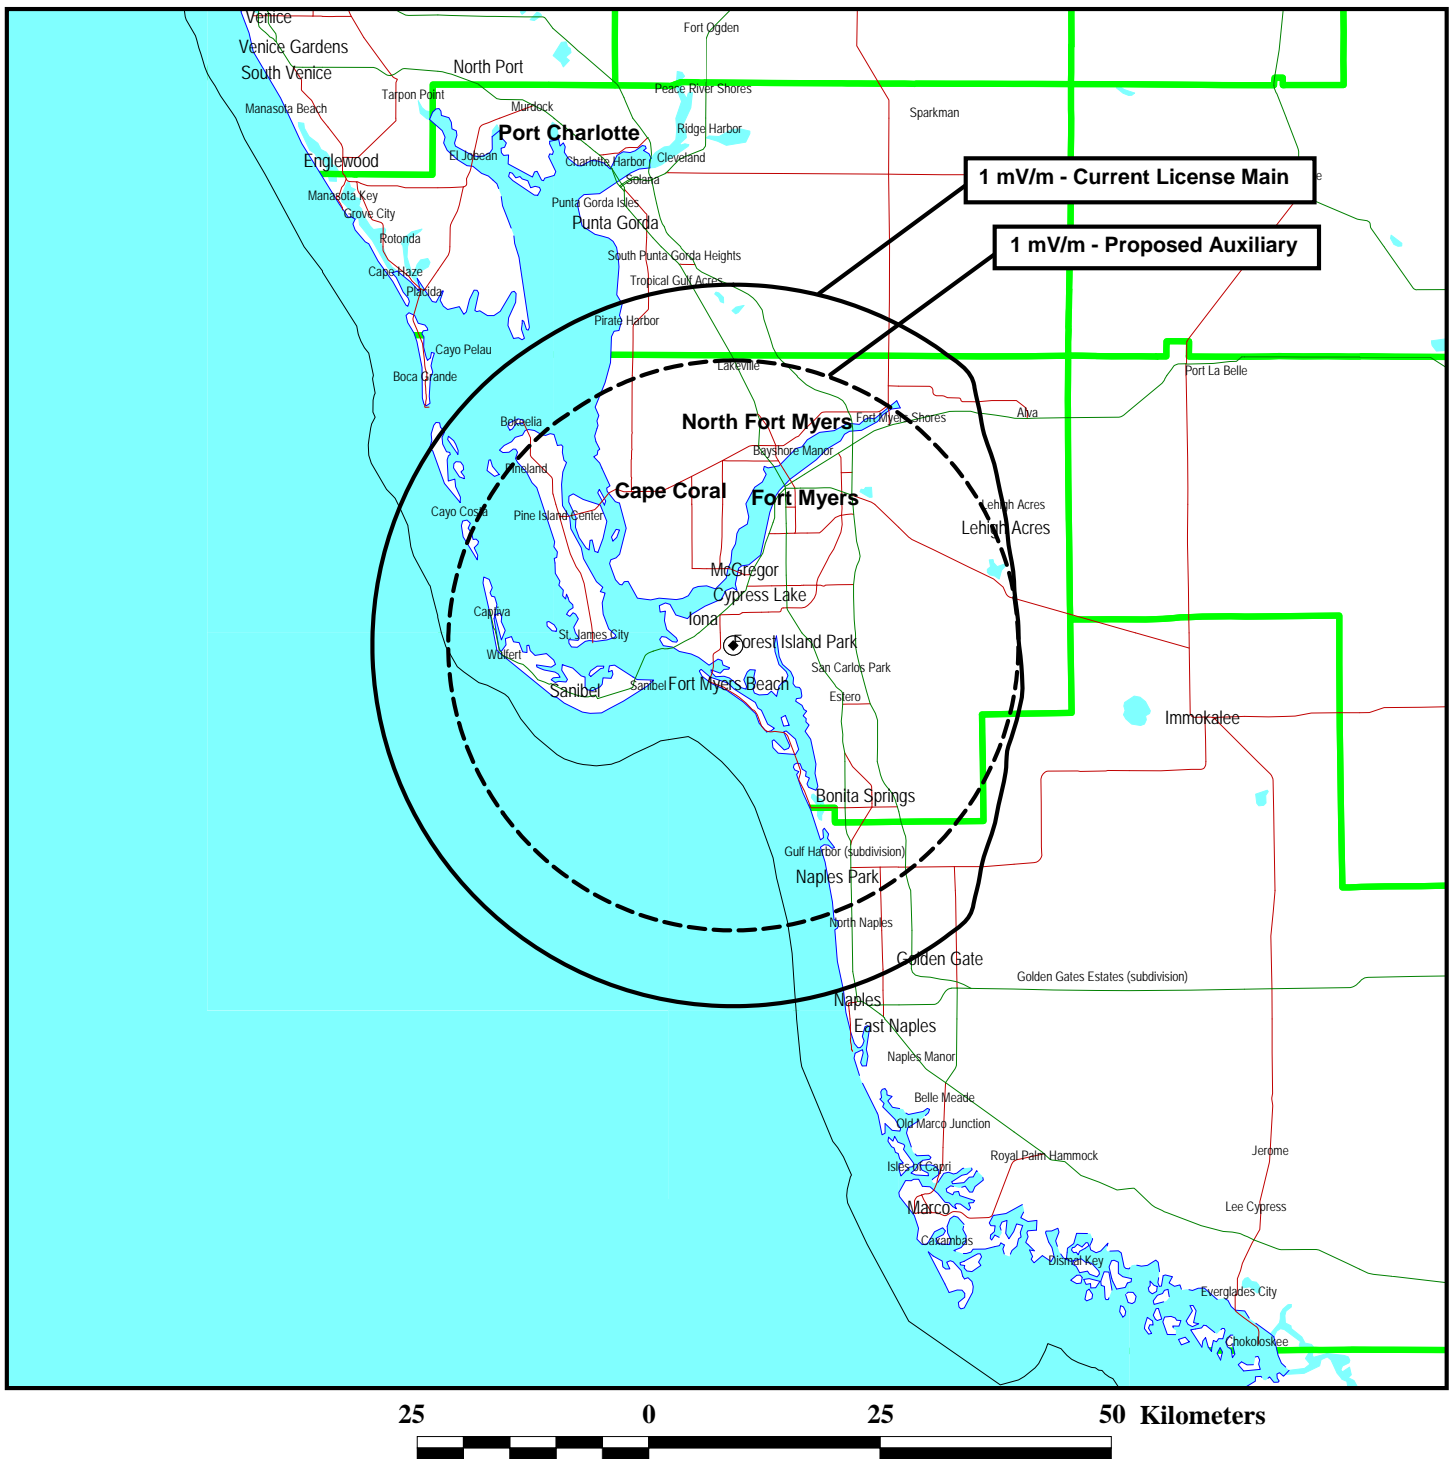 Venice
Fort Ogden
Venice Gardens
South Venice
North Port
Tarpon Point
Peace River Shores
Manasota Beach
Murdock
Sparkman
Port Charlotte
Ridge Harbor
Englewood
El Jobean
Charlotte Harbor
Cleveland
1 mV/m - Current License Main
Solana
Manasota Key
Punta Gorda Isles
Grove City
Punta Gorda
Rotonda
1 mV/m - Proposed Auxiliary
South Punta Gorda Heights
Cape Haze
Tropical Gulf Acres
Placida
Pirate Harbor
Cayo Pelau
Lakeville
Port La Belle
Boca Grande
Alva
Bokeelia
North Fort Myers
Fort Myers Shores
Bayshore Manor
Pineland
Cape Coral
Fort Myers
Lehigh Acres
Cayo Costa
Pine Island Center
Lehigh Acres
McGregor
Cypress Lake
Captiva
Iona
St. James City
Forest Island Park
Wulfert
San Carlos Park
Sanibel
Sanibel
Fort Myers Beach
Estero
Immokalee
Bonita Springs
Gulf Harbor (subdivision)
Naples Park
North Naples
Golden Gate
Golden Gates Estates (subdivision)
Naples
East Naples
Naples Manor
Belle Meade
Old Marco Junction
Isles of Capri
Royal Palm Hammock
Jerome
Marco
Lee Cypress
Caxambas
Dismal Key
Everglades City
Chokoloskee
25 0 25 50 Kilometers